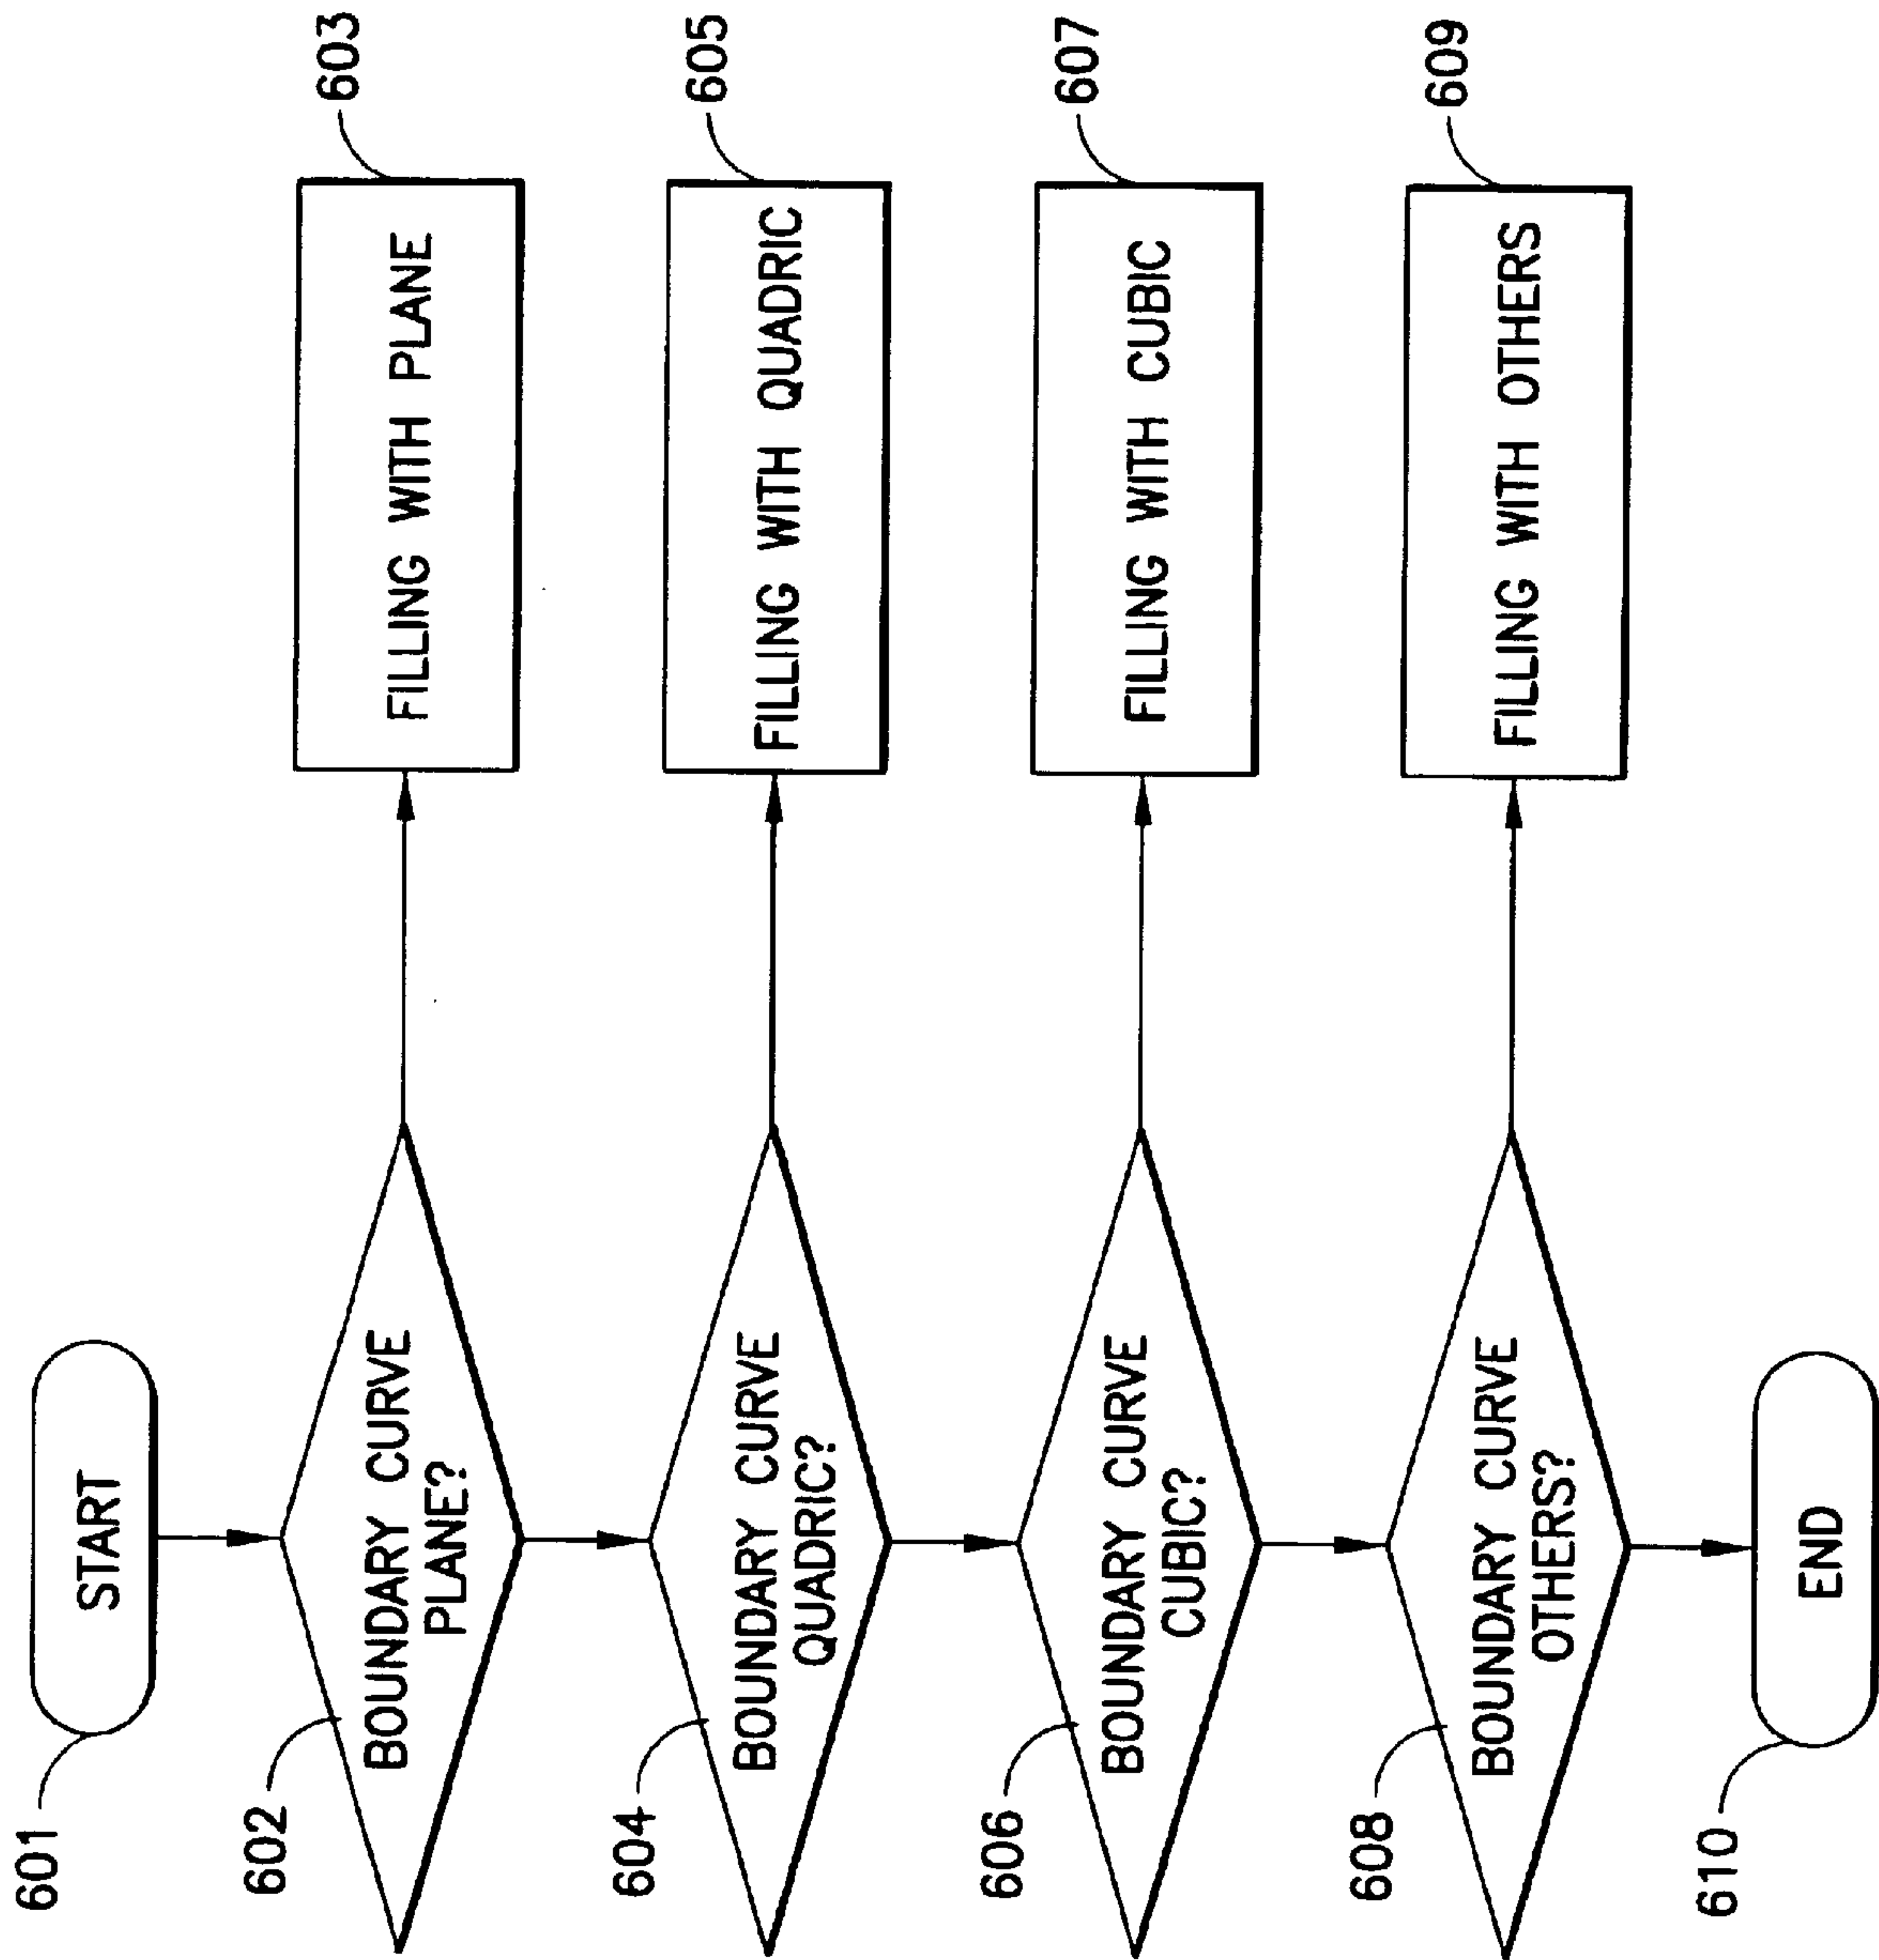 601
START
602
BOUNDARY CURVE
PLANE?
FILLING WITH PLANE
603
604
BOUNDARY CURVE
QUADRIC?
FILLING WITH QUADRIC
605
606
BOUNDARY CURVE
CUBIC?
FILLING WITH CUBIC
607
608
BOUNDARY CURVE
OTHERS?
FILLING WITH OTHERS
609
610
END